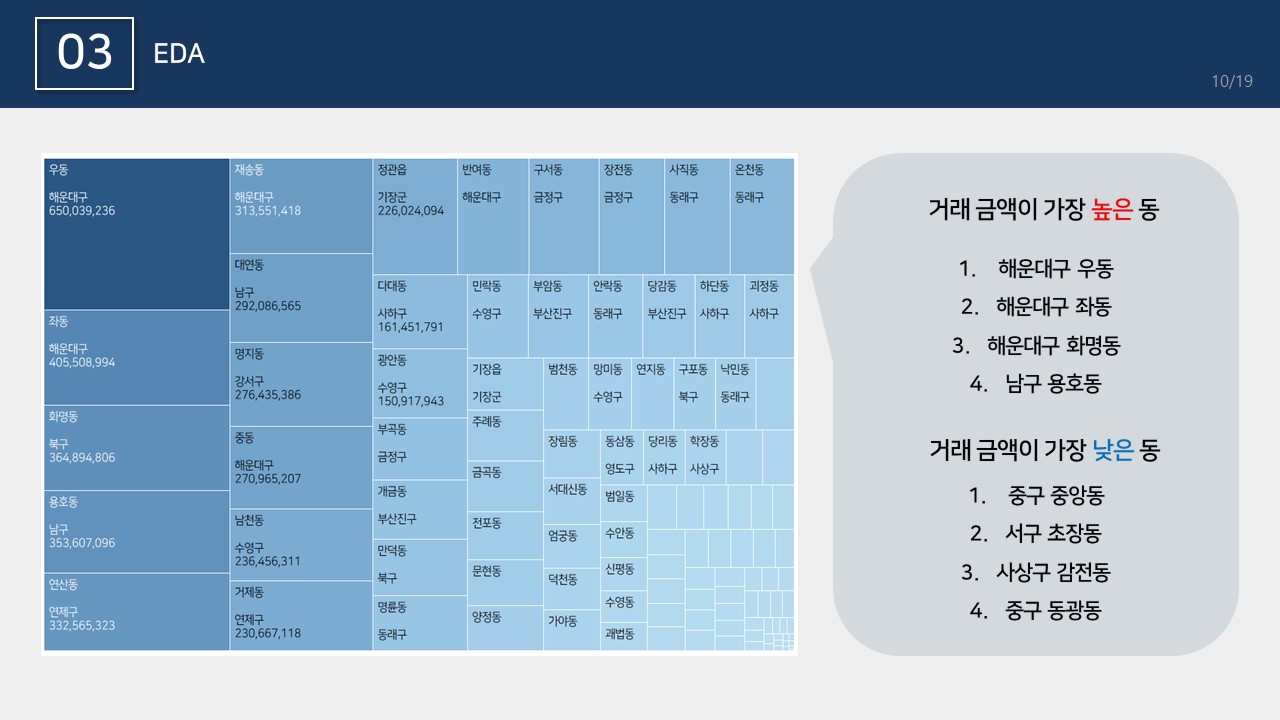 03
EDA
10/19
우동
해운대구
650,039,236
좌동
해운대구
405,508,994
화명동
북구
364,894,806
용호동
남구
353,607,096
연산동
연제구
332,565,323
재송동
해운대구
313,551,418
대연동
남구
292,086,565
명지동
강서구
276,435,386
중동
해운대구
270,965,207
남천동
수영구
236,456,311
거제동
연제구
230,667,118
정관읍
기장군
226,024,094
반여동
해운대구
구서동
금정구
장전동
금정구
사직동
동래구
온천동
동래구
다대동
사하구
161,451,791
광안동
수영구
150,917,943
부곡동
금정구
개금동
부산진구
만덕동
북구
명륜동
동래구
민락동
수영구
부암동
부산진구
안락동
동래구
당감동
부산진구
하단동
사하구
괴정동
사하구
기장읍
기장군
주례동
금곡동
전포동
문현동
양정동
범천동
망미동
수영구
연지동
구포동
북구
낙민동
동래구
장림동
서대신동
엄궁동
덕천동
가야동
동삼동
영도구
당리동
사하구
학장동
사상구
범일동
수안동
신평동
수영동
괘법동
거래 금액이 가장 높은 동
1. 해운대구 우동
2. 해운대구 좌동
3. 해운대구 화명동
4. 남구 용호동
거래 금액이 가장 낮은 동
1. 중구 중앙동
2. 서구 초장동
3. 사상구 감전동
4. 중구 동광동